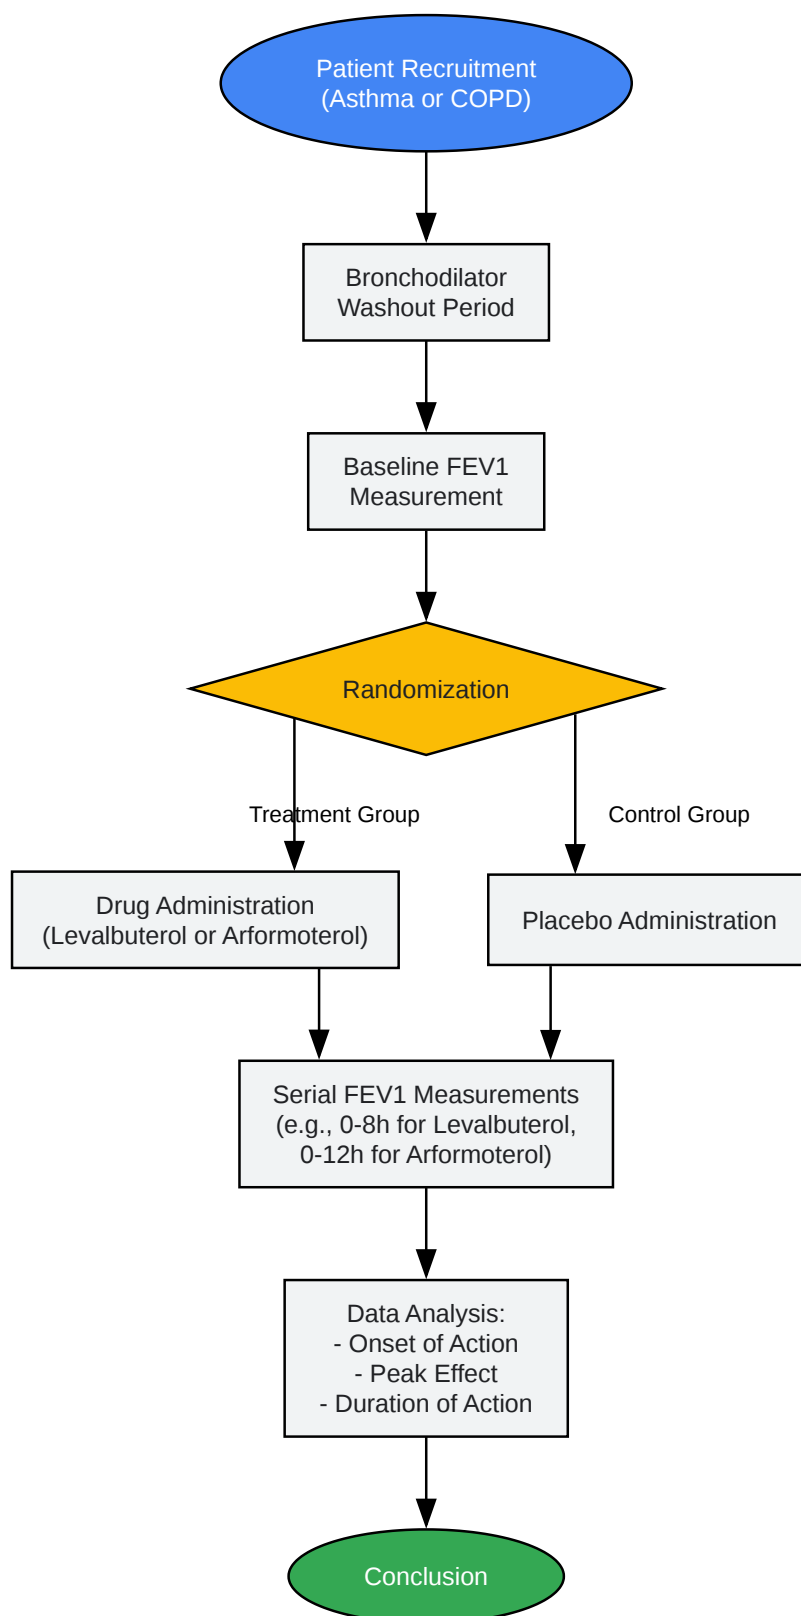 Patient Recruitment
(Asthma or COPD)
Bronchodilator
Washout Period
Baseline FEV1
Measurement
Randomization
Treatment Group
Control Group
Drug Administration
(Levalbuterol or Arformoterol)
Placebo Administration
Serial FEV1 Measurements
(e.g., 0-8h for Levalbuterol,
0-12h for Arformoterol)
Data Analysis:
- Onset of Action
- Peak Effect
- Duration of Action
Conclusion